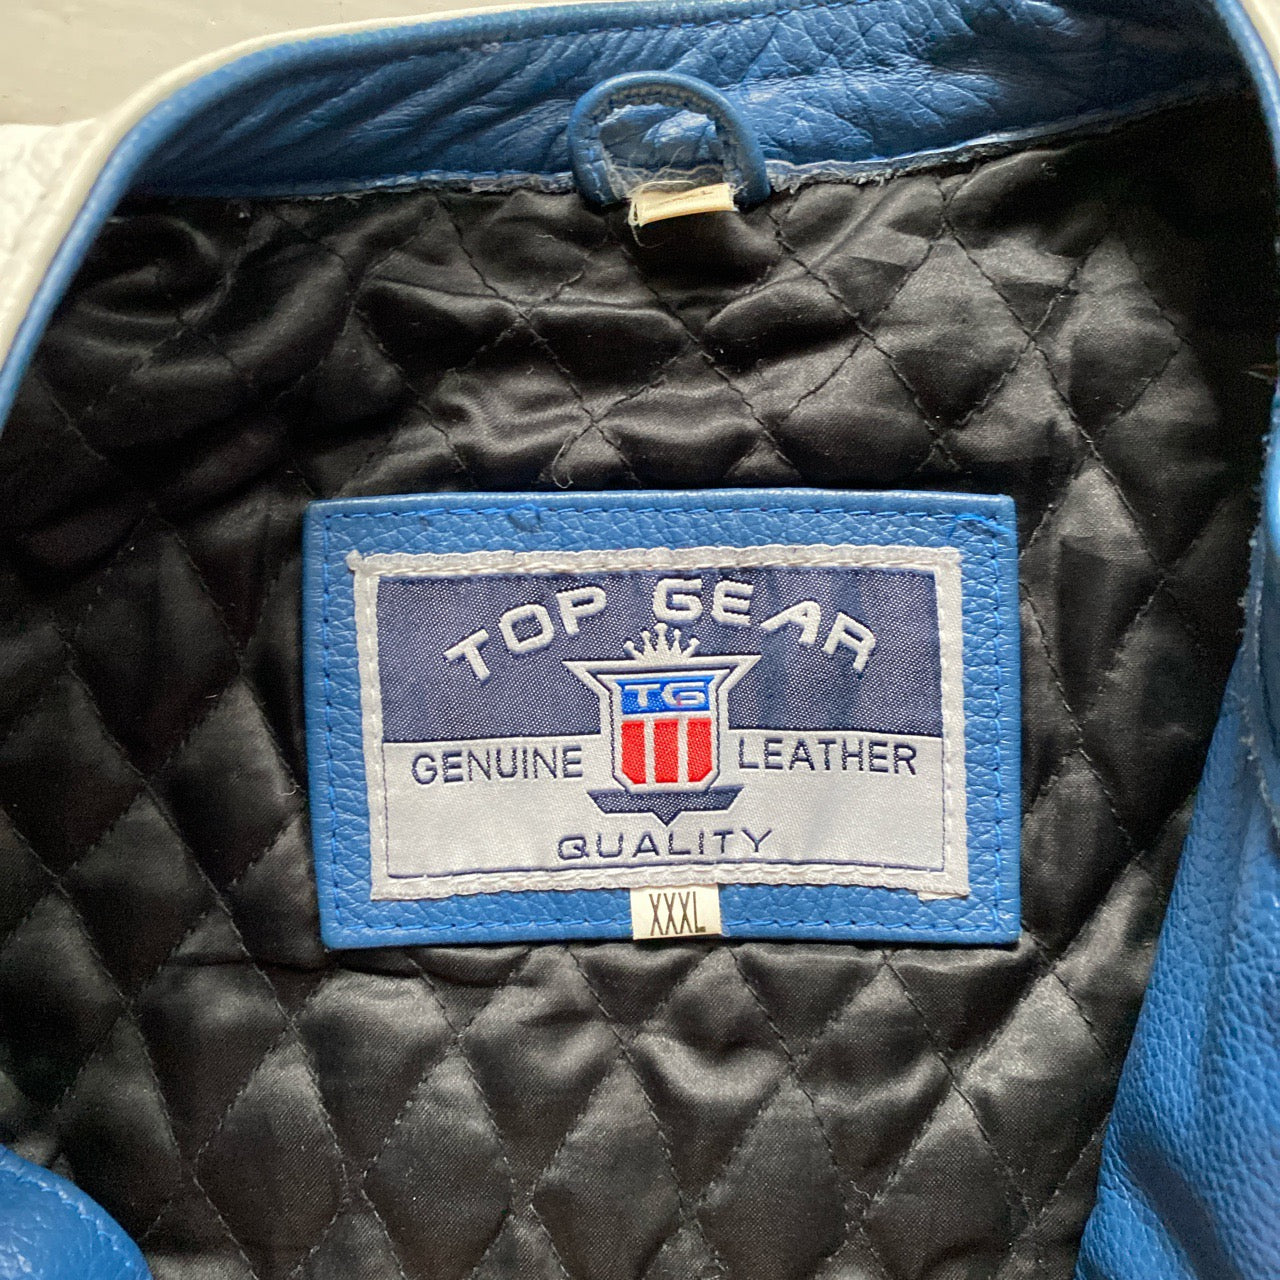 TOP GEAR
TG
GENUINE LEATHER
QUALITY
XXXL